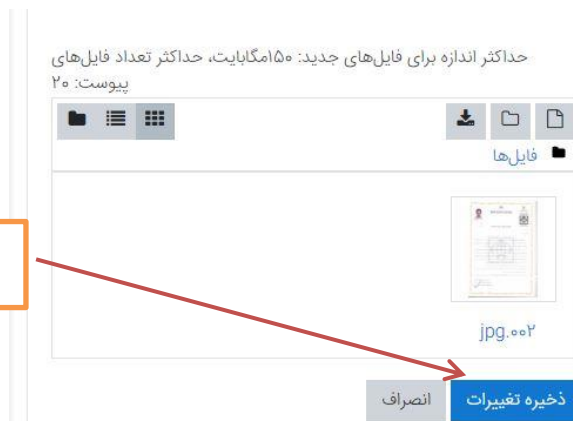 حداکثر اندازه برای فایل‌های جدید: ۱۵۰مگابایت، حداکثر تعداد فایل‌های
پیوست: ۲۰
فایل‌ها
jpg.۰۰۲
ذخیره تغییرات
انصراف